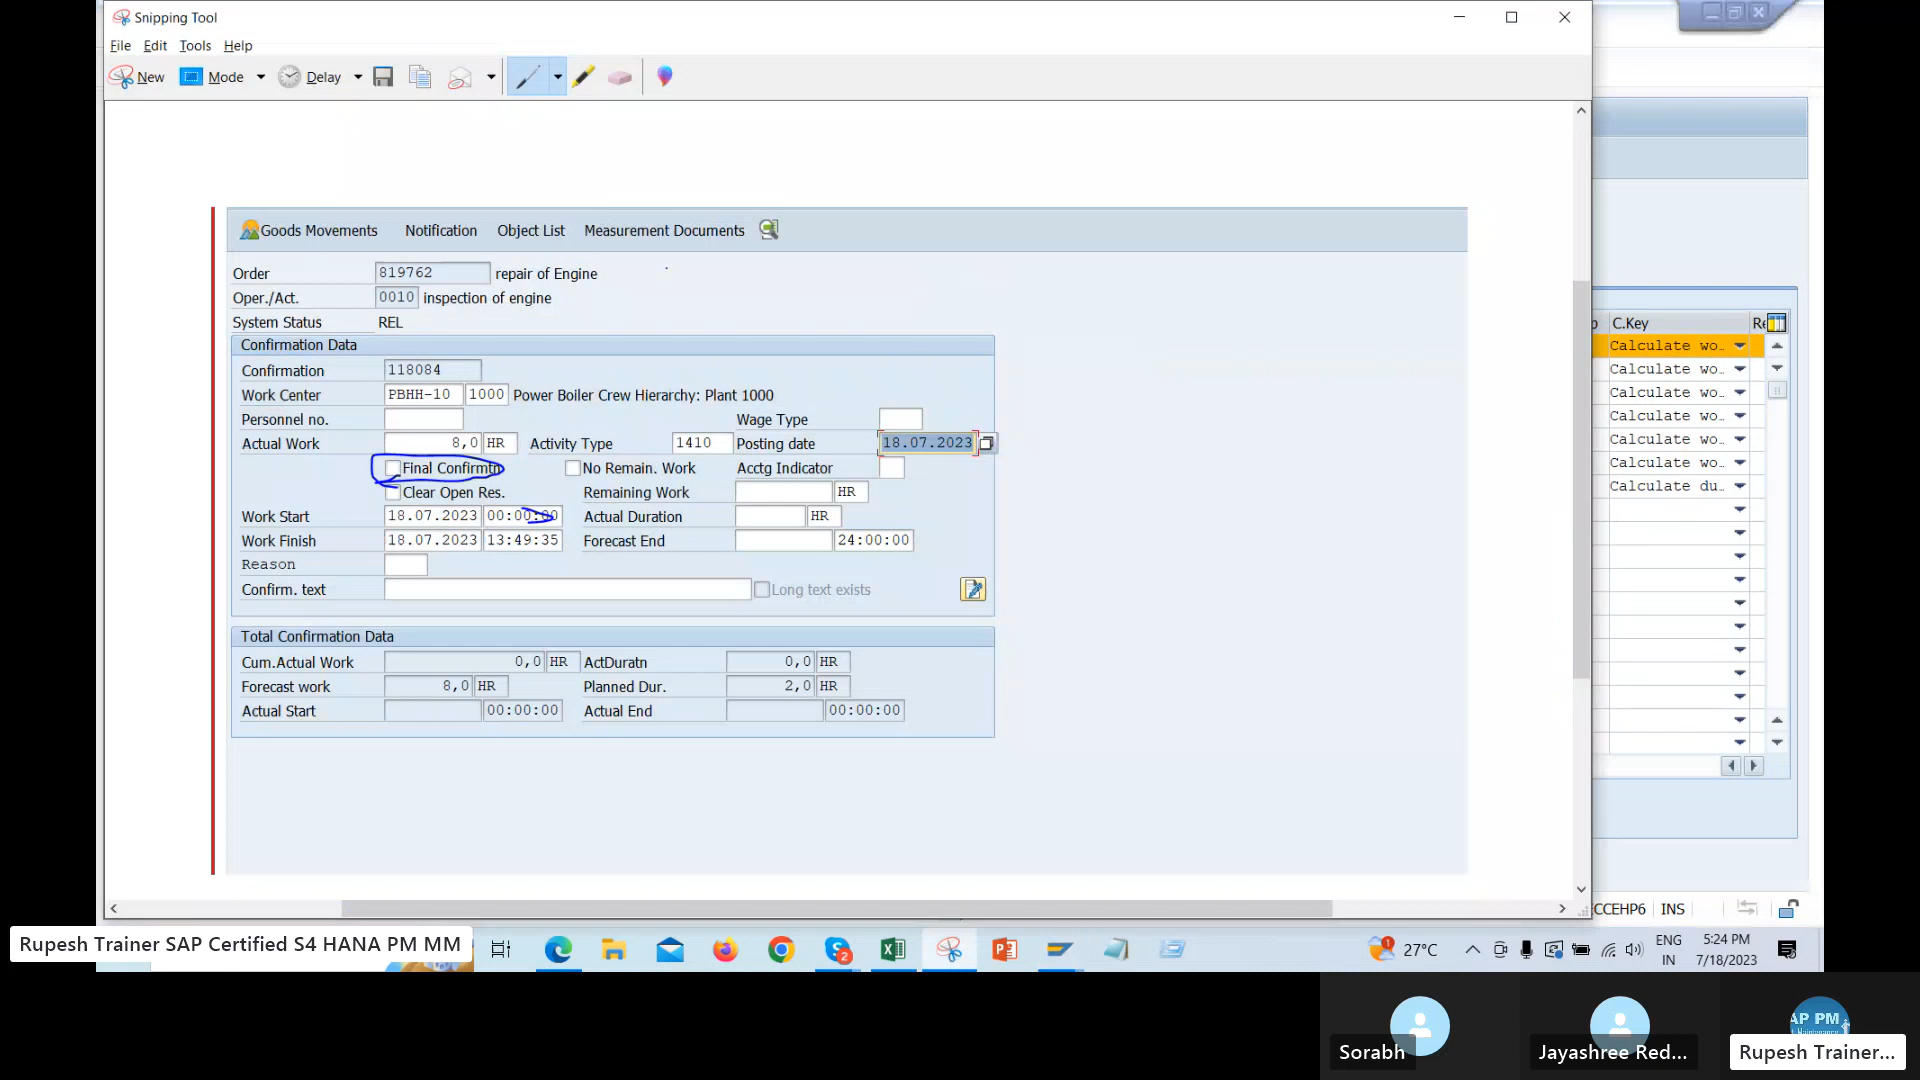 Snipping Tool
File Edit Tools Help
New Mode Delay
Goods Movements Notification Object List Measurement Documents
Order 819762 repair of Engine
Oper./Act. 0010 inspection of engine
System Status REL
Confirmation Data
Confirmation 118084
Work Center PBHH-10 1000 Power Boiler Crew Hierarchy: Plant 1000
Personnel no. Wage Type
Actual Work 8,0 HR Activity Type 1410 Posting date 18.07.2023
Final Confirmtn No Remain. Work Acctg Indicator
Clear Open Res. Remaining Work HR
Work Start 18.07.2023 00:00:00 Actual Duration HR
Work Finish 18.07.2023 13:49:35 Forecast End 24:00:00
Reason
Confirm. text Long text exists
Total Confirmation Data
Cum.Actual Work 0,0 HR ActDuratn 0,0 HR
Forecast work 8,0 HR Planned Dur. 2,0 HR
Actual Start 00:00:00 Actual End 00:00:00
C.Key
Calculate wo..
Calculate wo..
Calculate wo..
Calculate wo..
Calculate wo..
Calculate wo..
Calculate du..
CCEHP6 INS
Rupesh Trainer SAP Certified S4 HANA PM MM
2
1
27°C
ENG
IN
5:24 PM
7/18/2023
AP PM
Sorabh
Jayashree Red...
Rupesh Trainer...